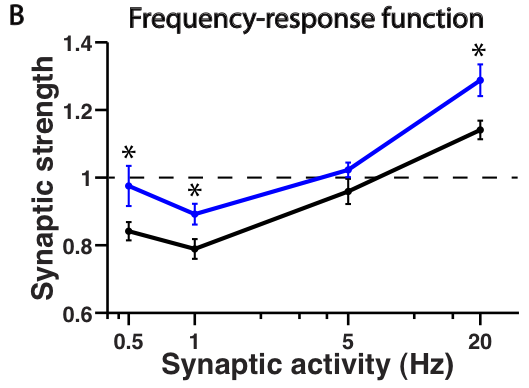 B
Frequency-response function
Synaptic strength
1.4
1.2
1
0.8
0.6
*
*
*
0.5 1 5 20
Synaptic activity (Hz)